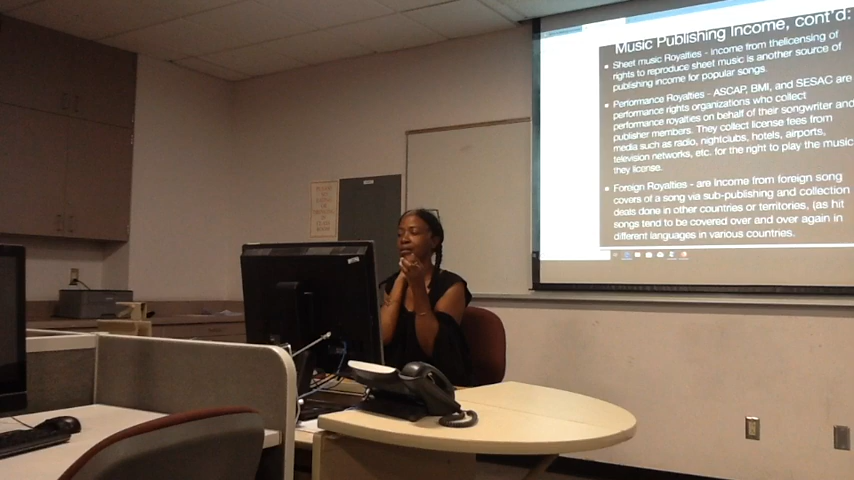 Music Publishing Income, cont'd:
Sheet music Royalties - Income from thelicensing of
rights to reproduce sheet music is another source of
publishing income for popular songs.
Performance Royalties - ASCAP, BMI, and SESAC are
performance rights organizations who collect
performance royalties on behalf of their songwriter and
publisher members. They collect license fees from
media such as radio, nightclubs, hotels, airports,
television networks, etc. for the right to play the music
they license.
Foreign Royalties - are Income from foreign song
covers of a song via sub-publishing and collection
deals done in other countries or territories, (as hit
songs tend to be covered over and over again in
different languages in various countries.